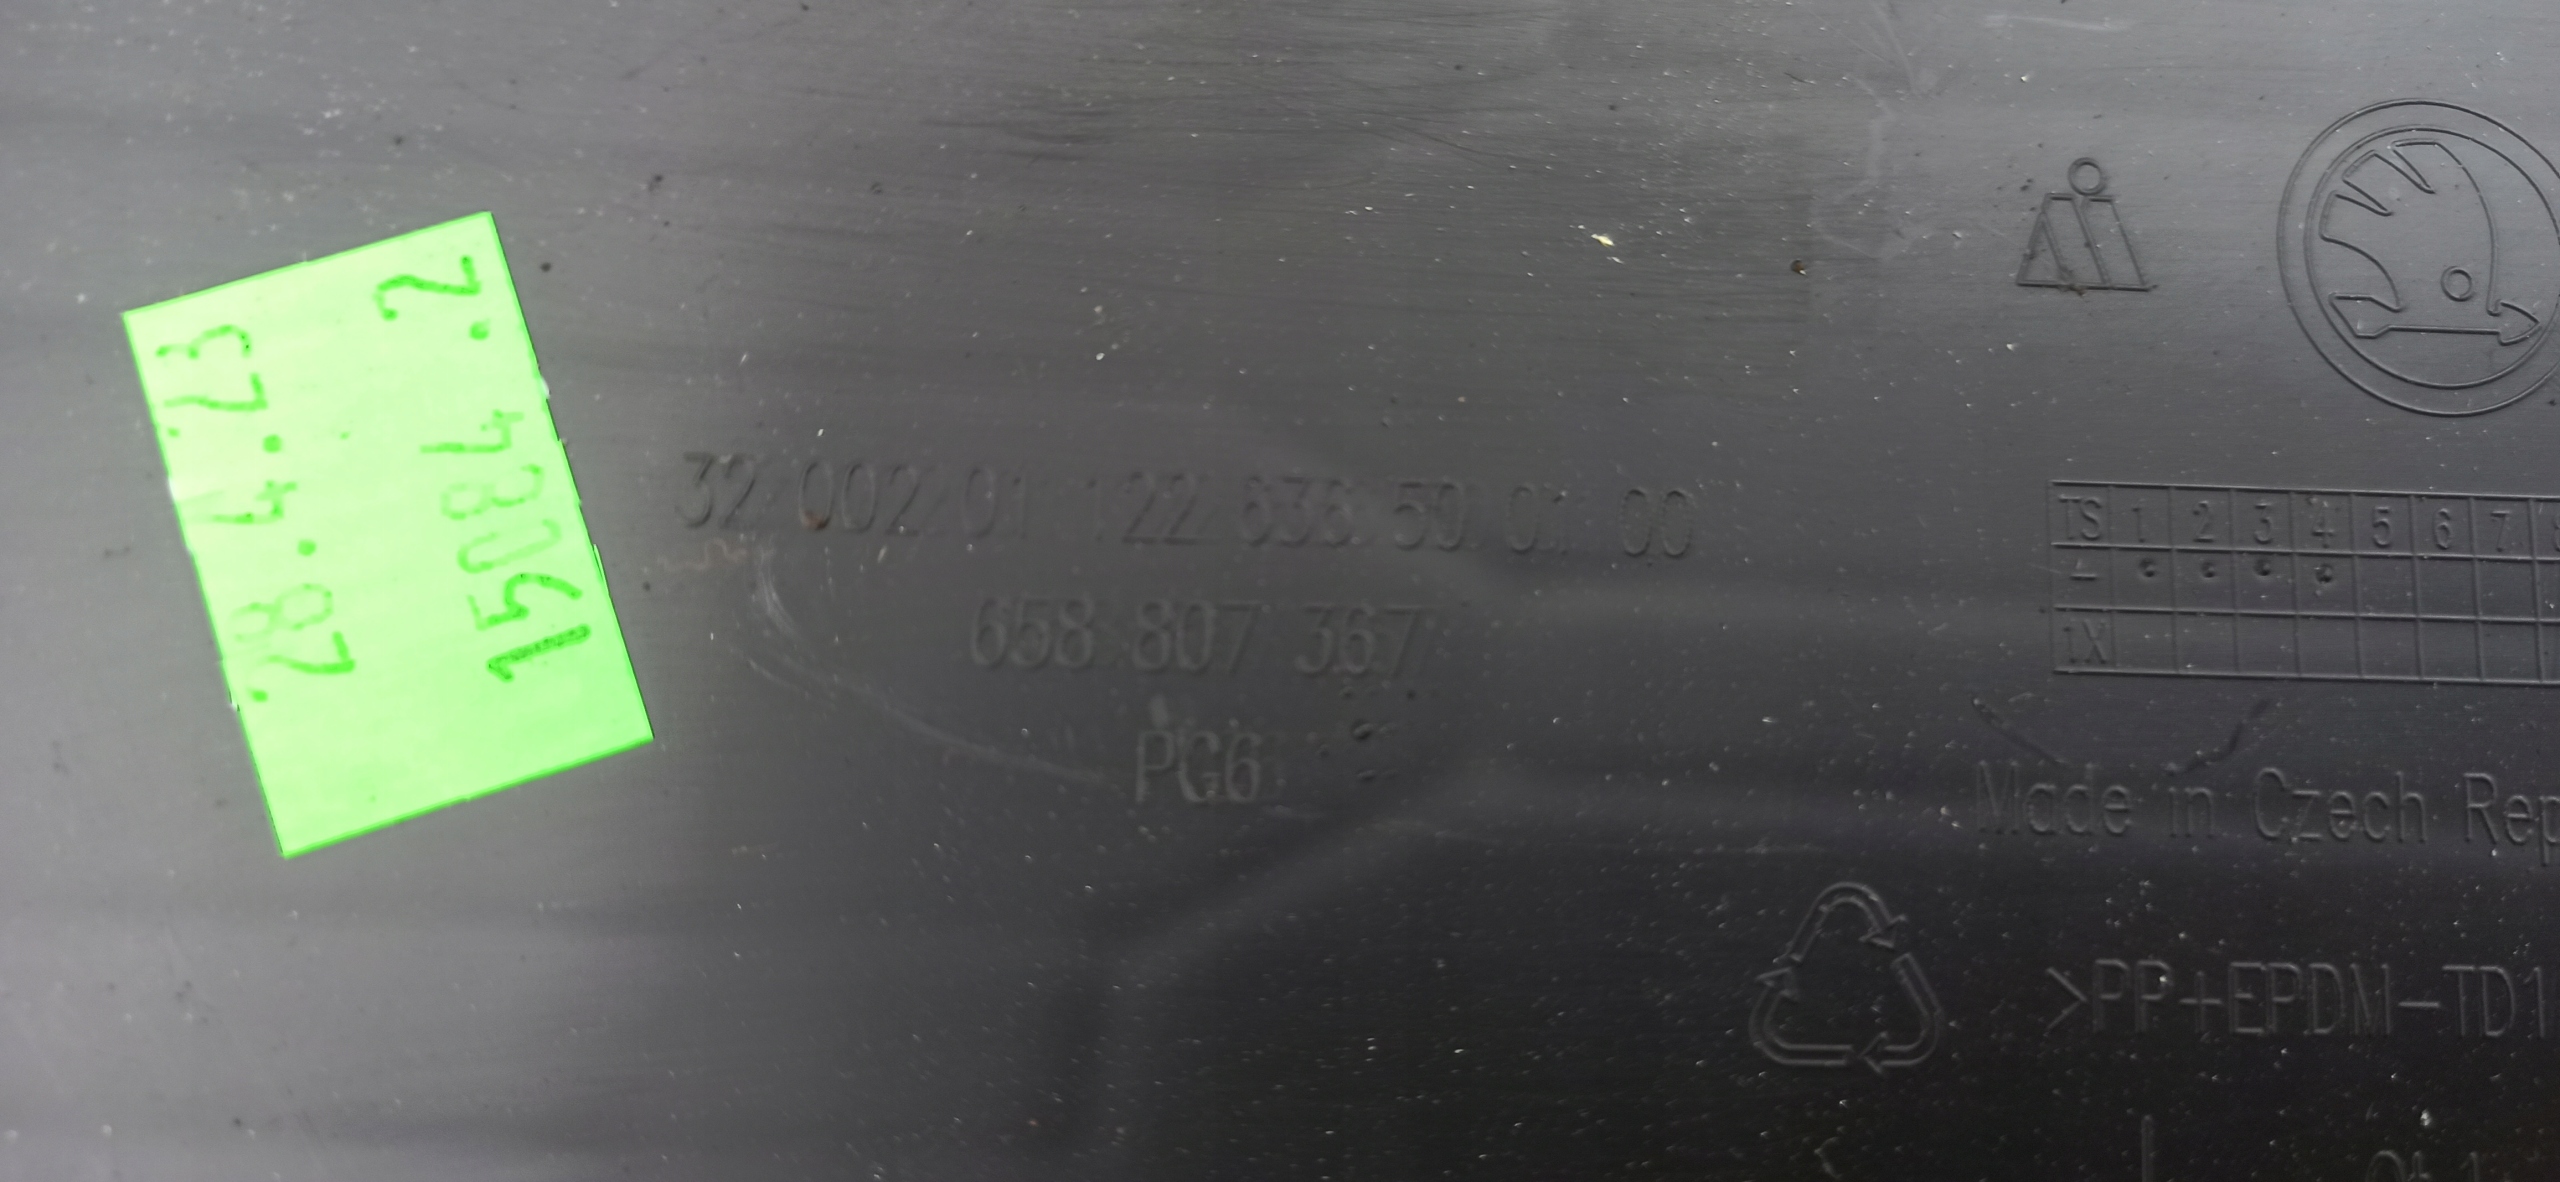 28.4.23
15084 .2
32 002 01 122 636 50 01 00
658 807 367
PG6
TS 1 2 3 4 5 6 7
1X
Made in Czech Rep
>PP+EPDM-TD1